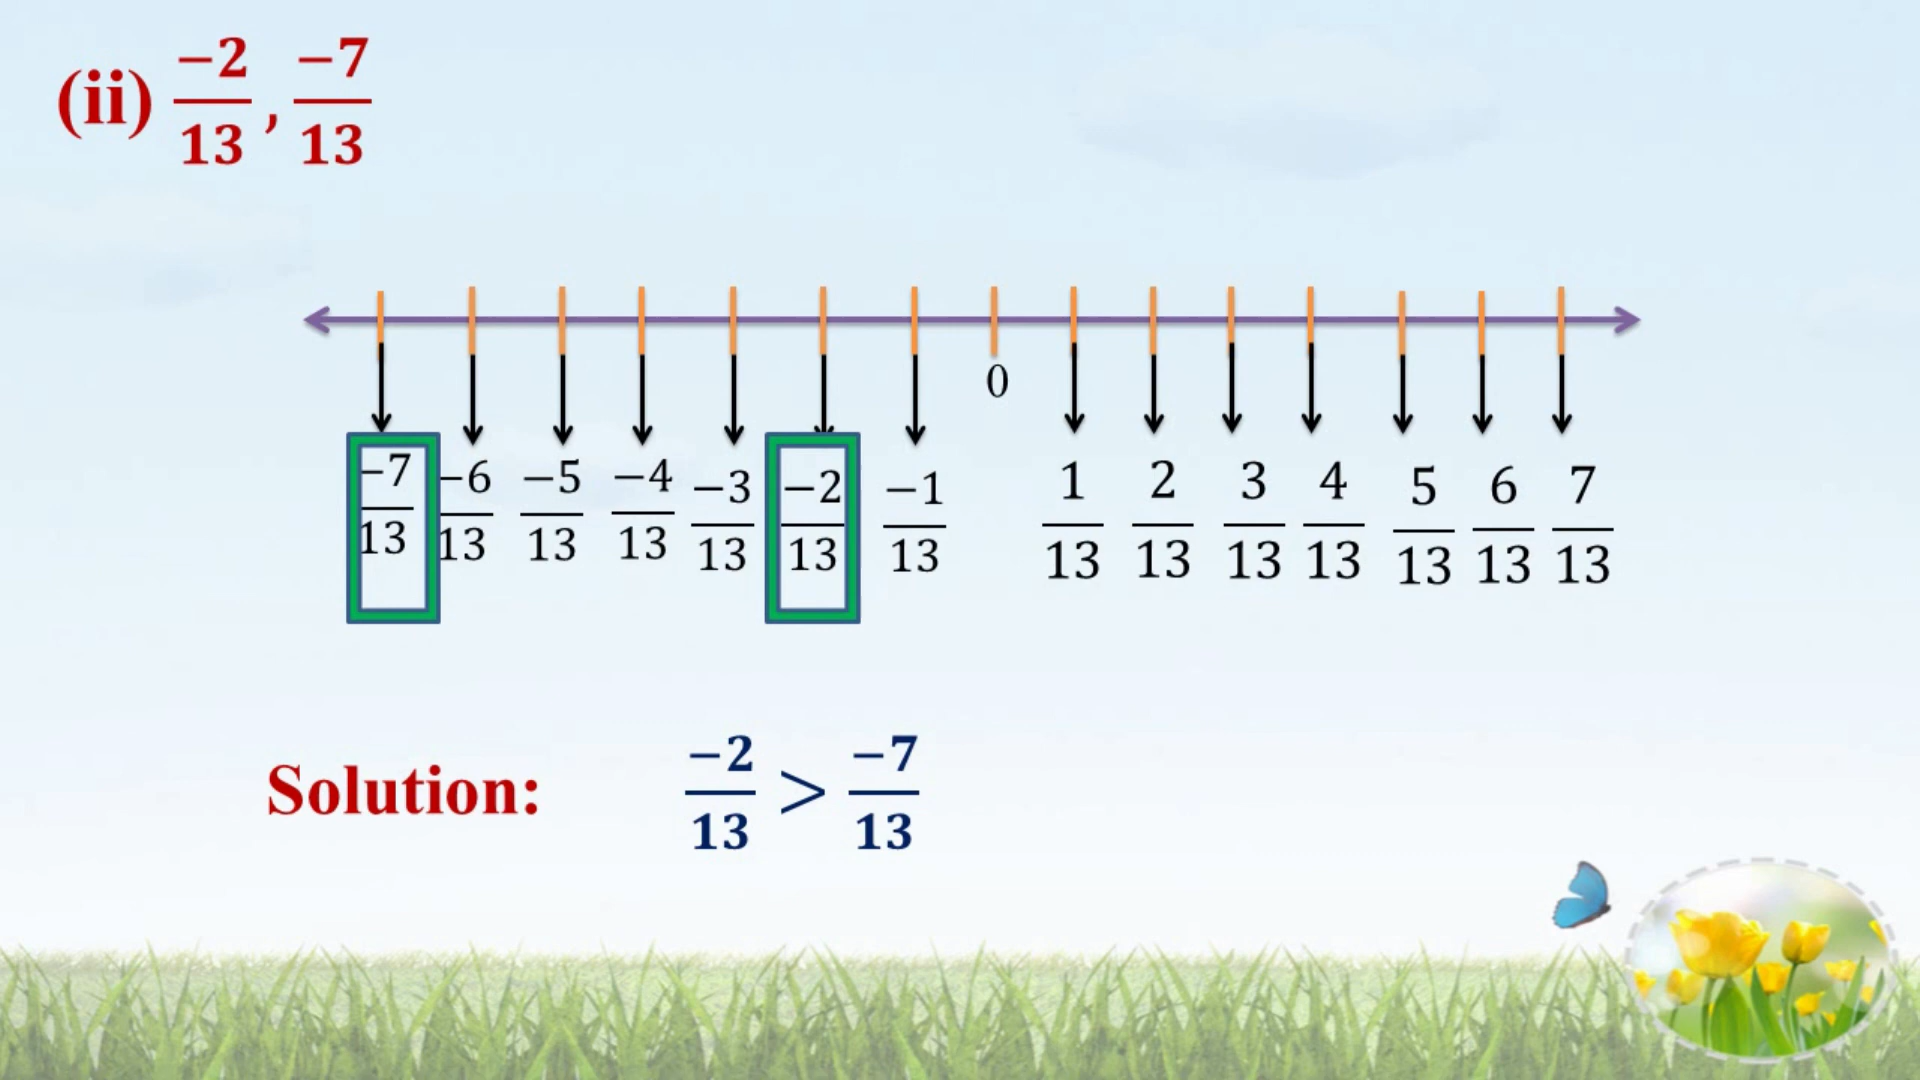 (ii) −2/13 , −7/13
0
−7/13 −6/13 −5/13 −4/13 −3/13 −2/13 −1/13 1/13 2/13 3/13 4/13 5/13 6/13 7/13
Solution: −2/13 > −7/13